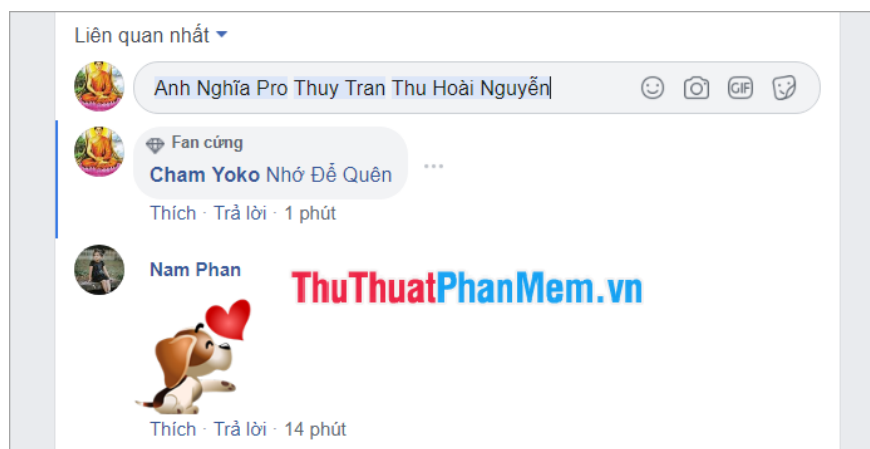 Liên quan nhất
Anh Nghĩa Pro Thuy Tran Thu Hoài Nguyễn
GIF
Fan cứng
Cham Yoko Nhớ Để Quên
Thích · Trả lời · 1 phút
Nam Phan
ThuThuatPhanMem.vn
Thích · Trả lời · 14 phút